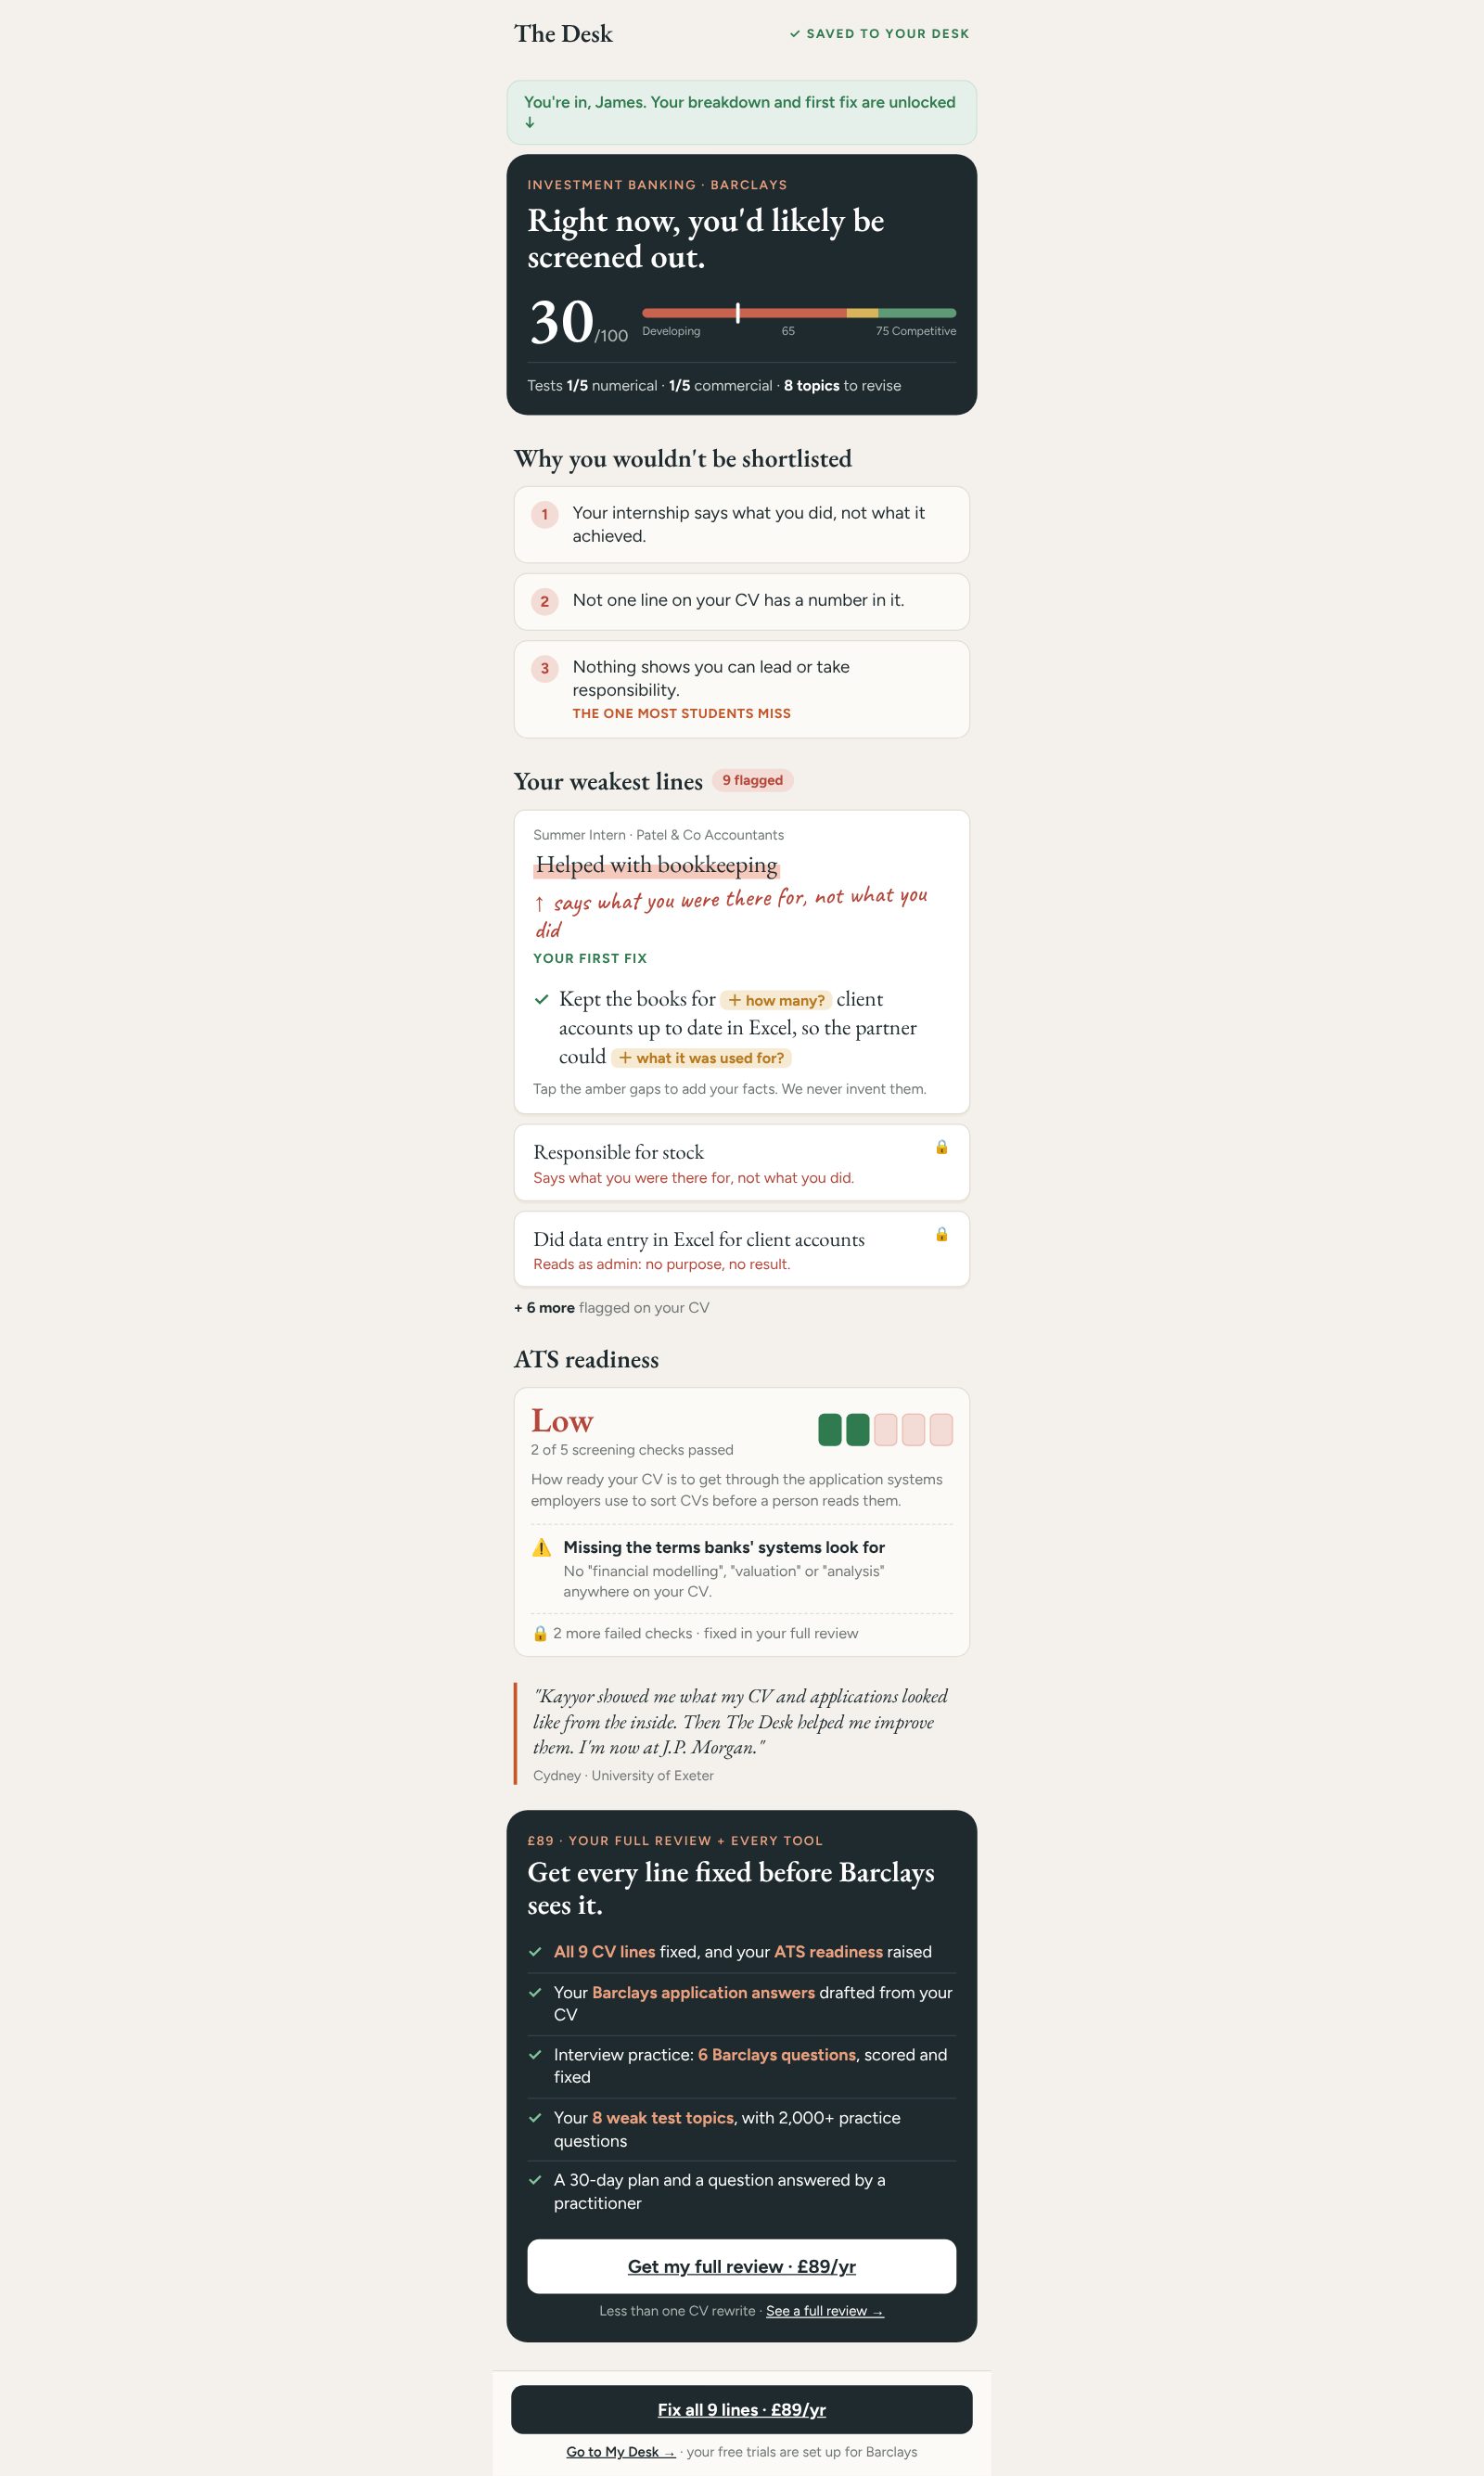 The Desk
✓ SAVED TO YOUR DESK
You're in, James. Your breakdown and first fix are unlocked
↓
INVESTMENT BANKING · BARCLAYS
Right now, you'd likely be
screened out.
30/100
Developing 65 75 Competitive
Tests 1/5 numerical · 1/5 commercial · 8 topics to revise
Why you wouldn't be shortlisted
1 Your internship says what you did, not what it
achieved.
2 Not one line on your CV has a number in it.
3 Nothing shows you can lead or take
responsibility.
THE ONE MOST STUDENTS MISS
Your weakest lines 9 flagged
Summer Intern · Patel & Co Accountants
Helped with bookkeeping
↑ says what you were there for, not what you
did
YOUR FIRST FIX
✓ Kept the books for + how many? client
accounts up to date in Excel, so the partner
could + what it was used for?
Tap the amber gaps to add your facts. We never invent them.
Responsible for stock 🔒
Says what you were there for, not what you did.
Did data entry in Excel for client accounts 🔒
Reads as admin: no purpose, no result.
+ 6 more flagged on your CV
ATS readiness
Low
2 of 5 screening checks passed
How ready your CV is to get through the application systems
employers use to sort CVs before a person reads them.
⚠️ Missing the terms banks' systems look for
No "financial modelling", "valuation" or "analysis"
anywhere on your CV.
🔒 2 more failed checks · fixed in your full review
"Kayyor showed me what my CV and applications looked
like from the inside. Then The Desk helped me improve
them. I'm now at J.P. Morgan."
Cydney · University of Exeter
£89 · YOUR FULL REVIEW + EVERY TOOL
Get every line fixed before Barclays
sees it.
✓ All 9 CV lines fixed, and your ATS readiness raised
✓ Your Barclays application answers drafted from your
CV
✓ Interview practice: 6 Barclays questions, scored and
fixed
✓ Your 8 weak test topics, with 2,000+ practice
questions
✓ A 30-day plan and a question answered by a
practitioner
Get my full review · £89/yr
Less than one CV rewrite · See a full review →
Fix all 9 lines · £89/yr
Go to My Desk → · your free trials are set up for Barclays